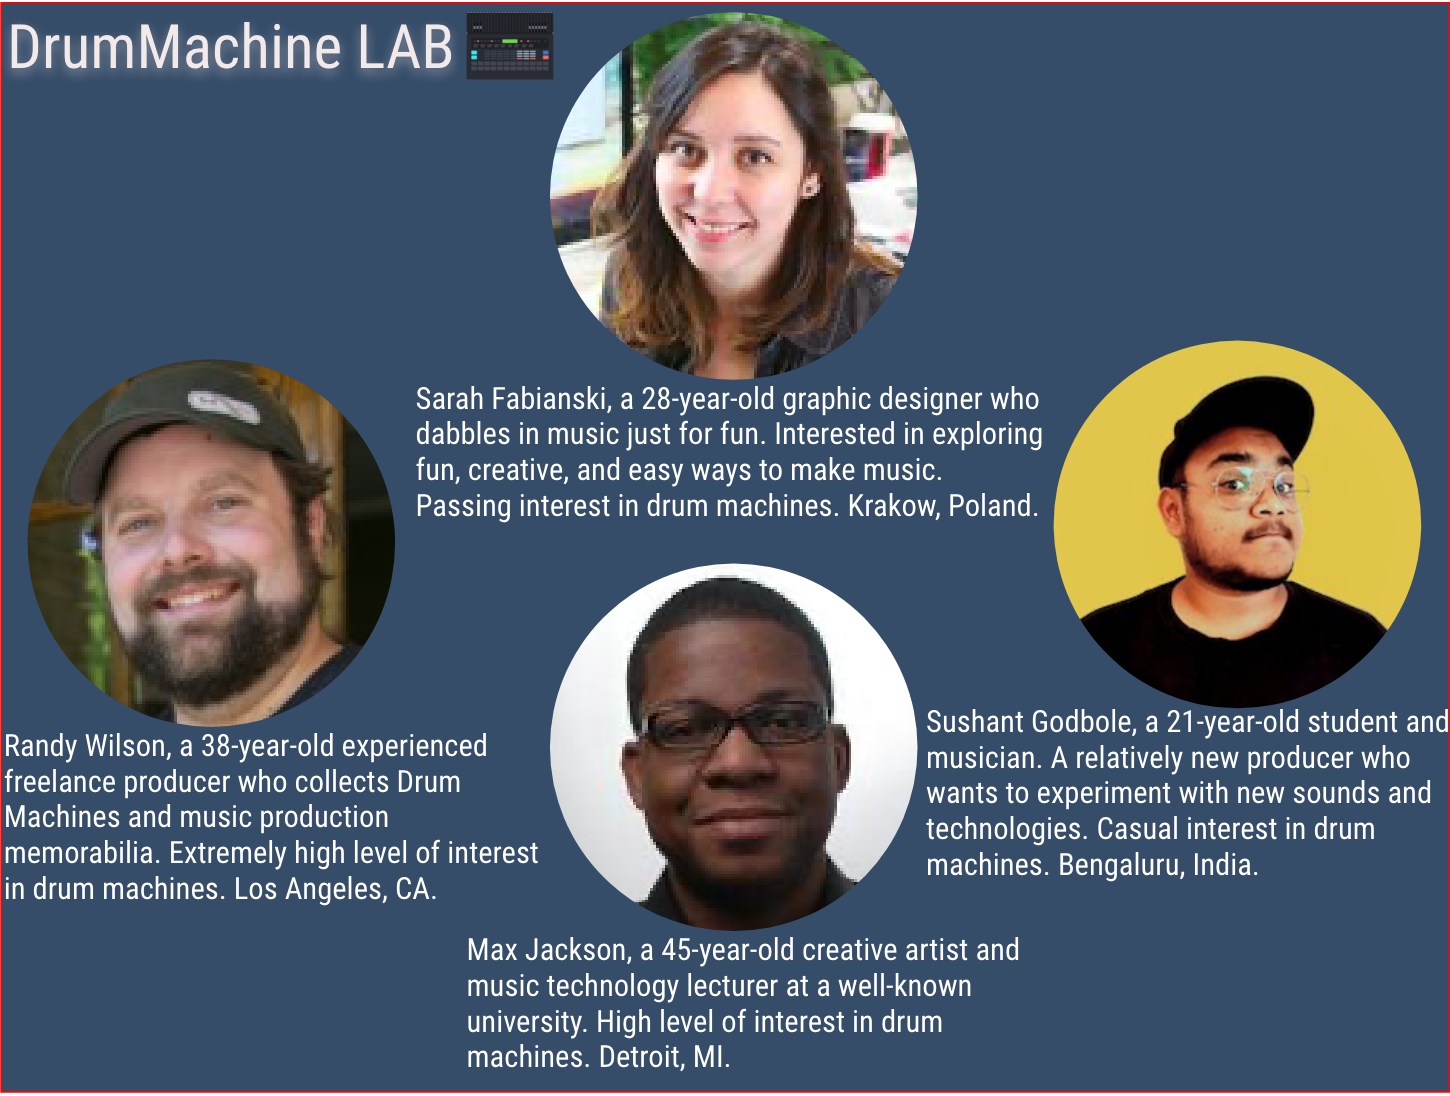 DrumMachine LAB
Sarah Fabianski, a 28-year-old graphic designer who
dabbles in music just for fun. Interested in exploring
fun, creative, and easy ways to make music.
Passing interest in drum machines. Krakow, Poland.
Randy Wilson, a 38-year-old experienced
freelance producer who collects Drum
Machines and music production
memorabilia. Extremely high level of interest
in drum machines. Los Angeles, CA.
Sushant Godbole, a 21-year-old student and
musician. A relatively new producer who
wants to experiment with new sounds and
technologies. Casual interest in drum
machines. Bengaluru, India.
Max Jackson, a 45-year-old creative artist and
music technology lecturer at a well-known
university. High level of interest in drum
machines. Detroit, MI.